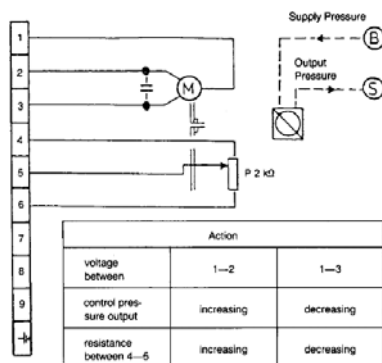 Supply Pressure
B
Output
Pressure
S
1
2
3
4
5
6
7
8
9
M
P 2 kΩ
Action
voltage
between
1—2
1—3
control pres-
sure output
increasing
decreasing
resistance
between 4—5
increasing
decreasing